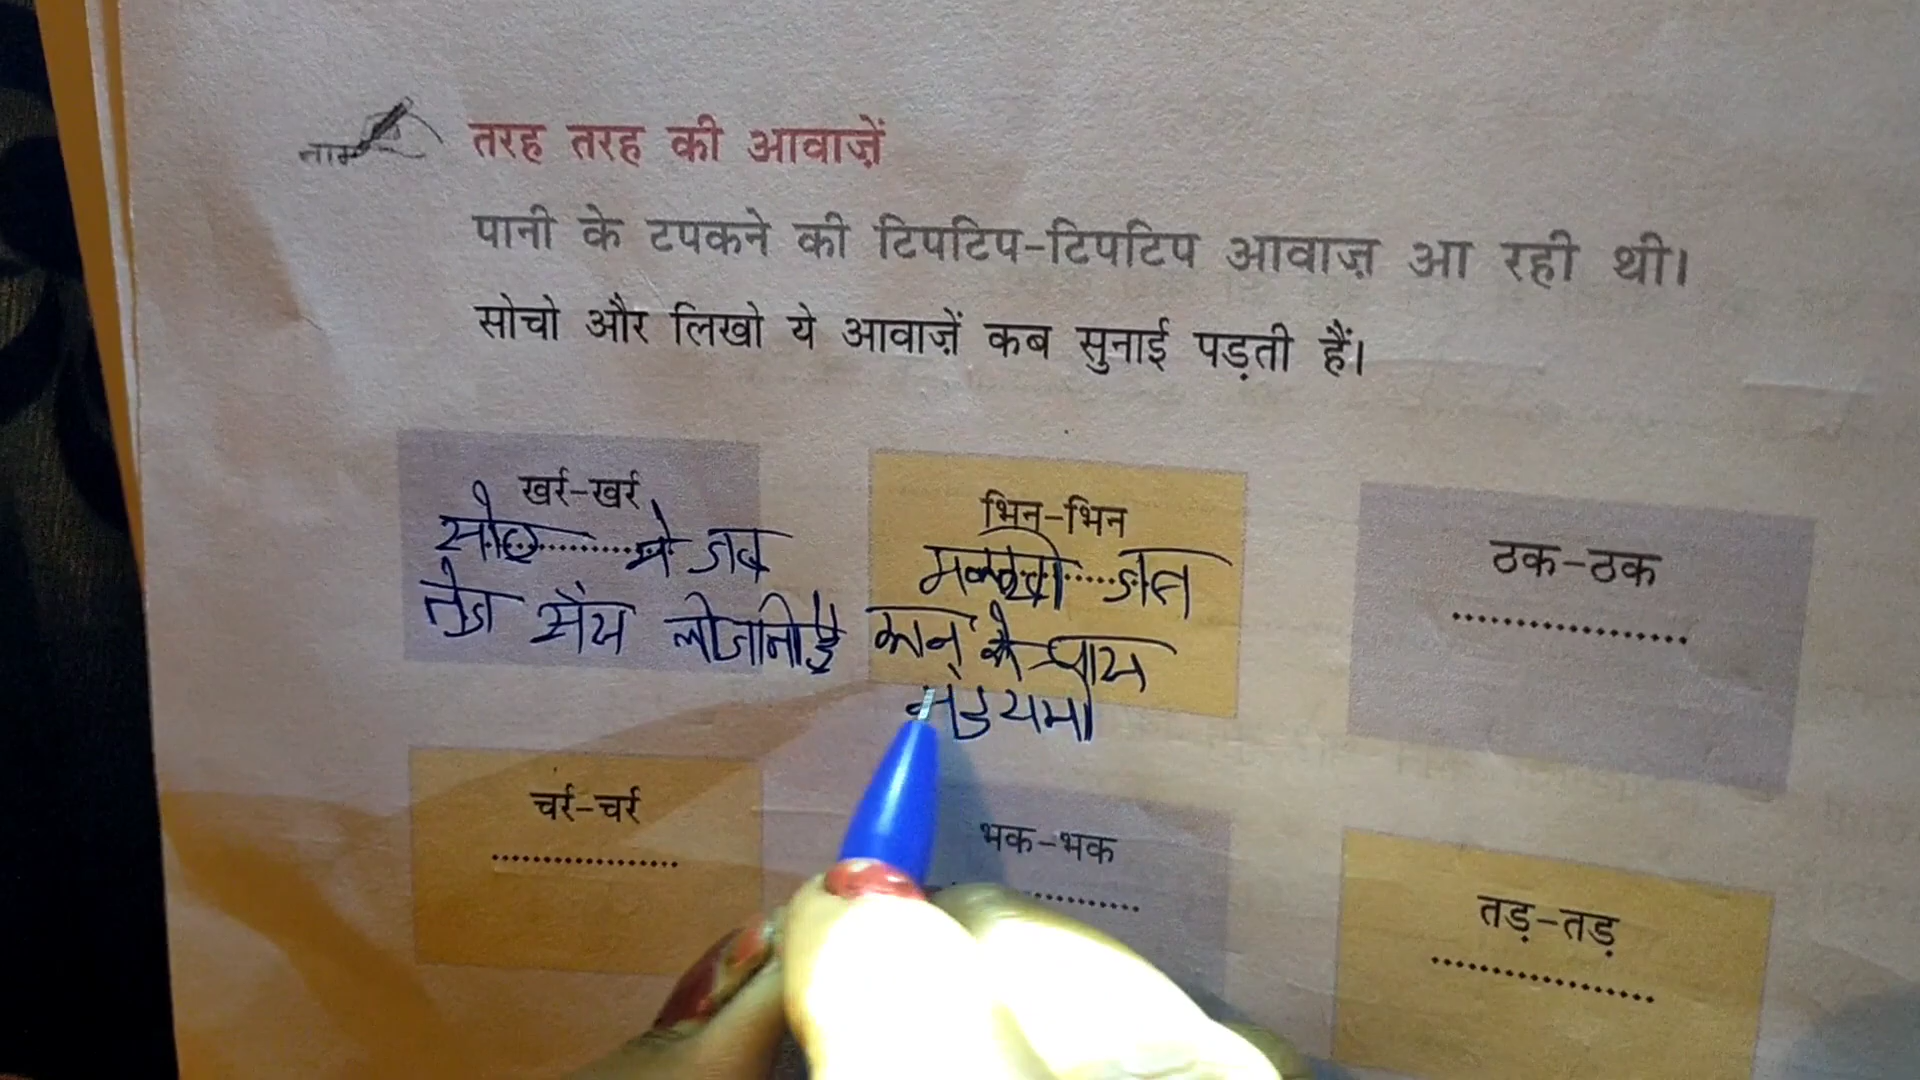 तरह तरह की आवाज़ें
पानी के टपकने की टिपटिप-टिपटिप आवाज़ आ रही थी।
सोचो और लिखो ये आवाज़ें कब सुनाई पड़ती हैं।
खर्र-खर्र
जब
तेज
भिन-भिन
कान के पास
ठक-ठक
चर्र-चर्र
भक-भक
तड़-तड़